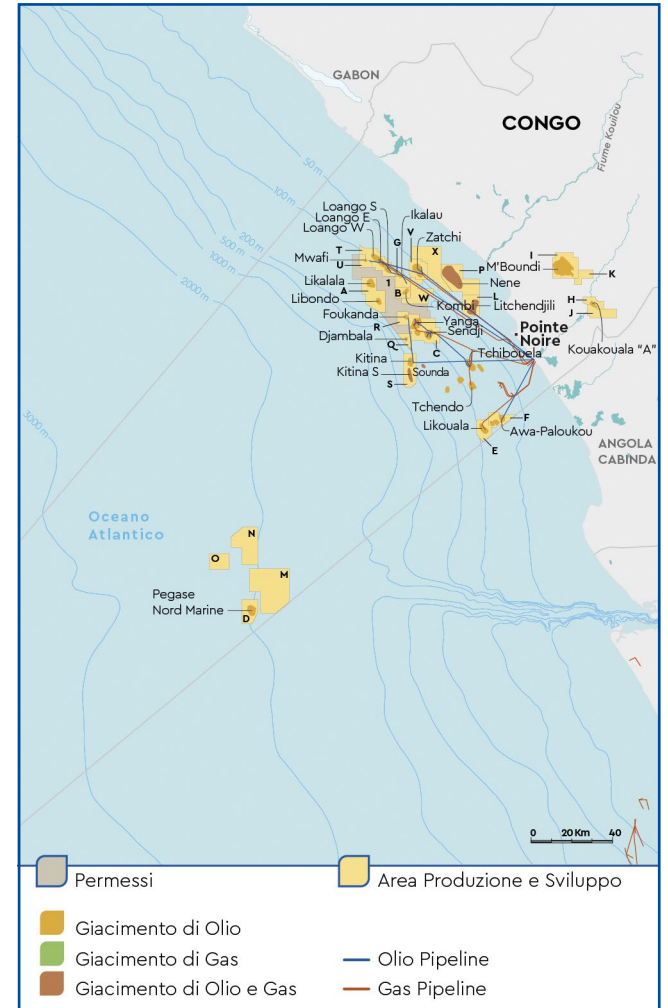 GABON
CONGO
Fiume Kouilou
50 m
100 m
200 m
500 m
1000 m
2000 m
3000 m
Loango S
Loango E
Loango W
Ikalau
G
V
Zatchi
X
T
Mwafi
U
1
P
M'Boundi
I
K
Nene
Likalala
A
B
W
Kombi
L
Litchendjili
H
J
Libondo
Foukanda
R
Yanga
Sendji
Pointe
Noire
Djambala
Q
C
Tchibouela
Kouakouala "A"
Kitina
Kitina S
Sounda
S
Tchendo
Likouala
F
Awa-Paloukou
E
ANGOLA
CABINDA
Oceano
Atlantico
N
O
M
Pegase
Nord Marine
D
0 20 Km 40
Permessi
Area Produzione e Sviluppo
Giacimento di Olio
Giacimento di Gas
Olio Pipeline
Giacimento di Olio e Gas
Gas Pipeline